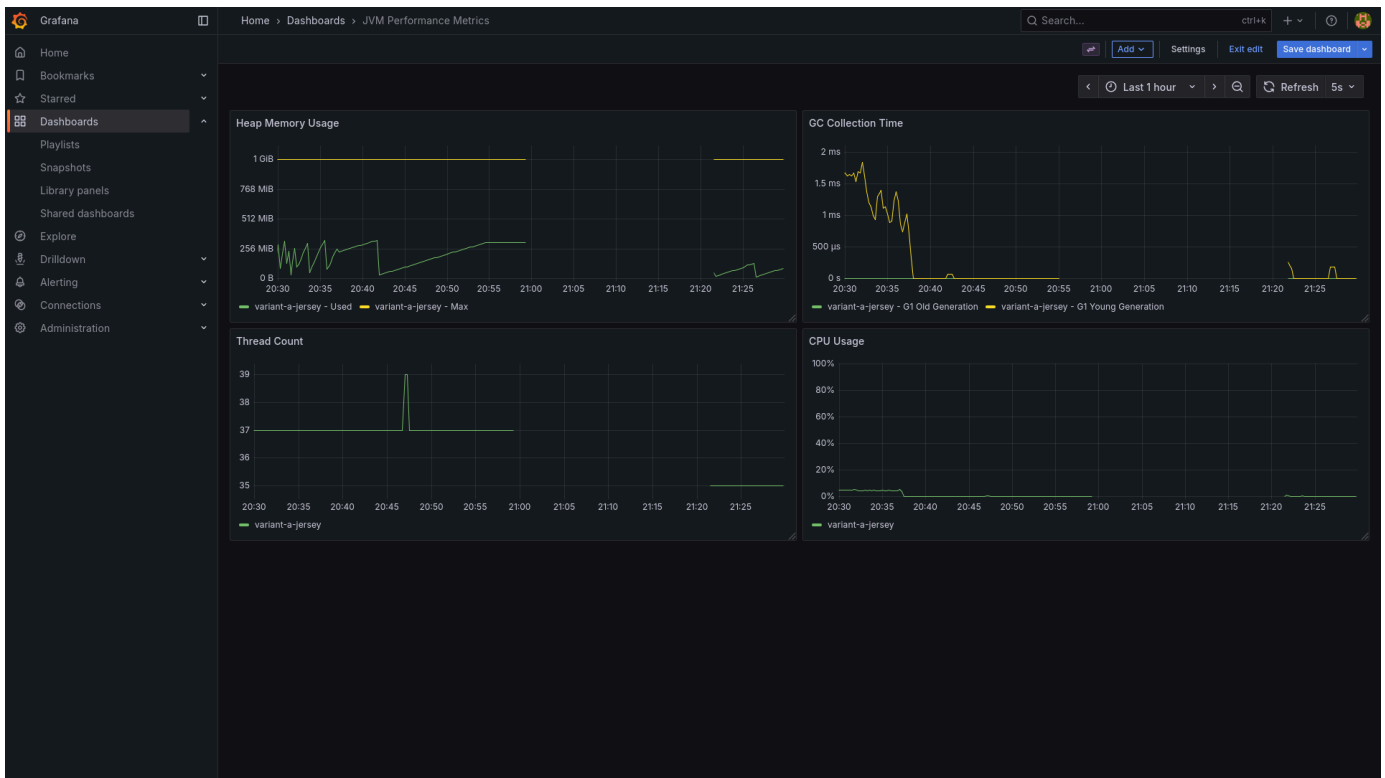 Grafana
Home › Dashboards › JVM Performance Metrics
Search...
ctrl+k
Add
Settings
Exit edit
Save dashboard
Last 1 hour
Refresh
5s
Home
Bookmarks
Starred
Dashboards
Playlists
Snapshots
Library panels
Shared dashboards
Explore
Drilldown
Alerting
Connections
Administration
Heap Memory Usage
1 GiB
768 MiB
512 MiB
256 MiB
0 B
20:30 20:35 20:40 20:45 20:50 20:55 21:00 21:05 21:10 21:15 21:20 21:25
variant-a-jersey - Used variant-a-jersey - Max
GC Collection Time
2 ms
1.5 ms
1 ms
500 µs
0 s
20:30 20:35 20:40 20:45 20:50 20:55 21:00 21:05 21:10 21:15 21:20 21:25
variant-a-jersey - G1 Old Generation variant-a-jersey - G1 Young Generation
Thread Count
39
38
37
36
35
20:30 20:35 20:40 20:45 20:50 20:55 21:00 21:05 21:10 21:15 21:20 21:25
variant-a-jersey
CPU Usage
100%
80%
60%
40%
20%
0%
20:30 20:35 20:40 20:45 20:50 20:55 21:00 21:05 21:10 21:15 21:20 21:25
variant-a-jersey